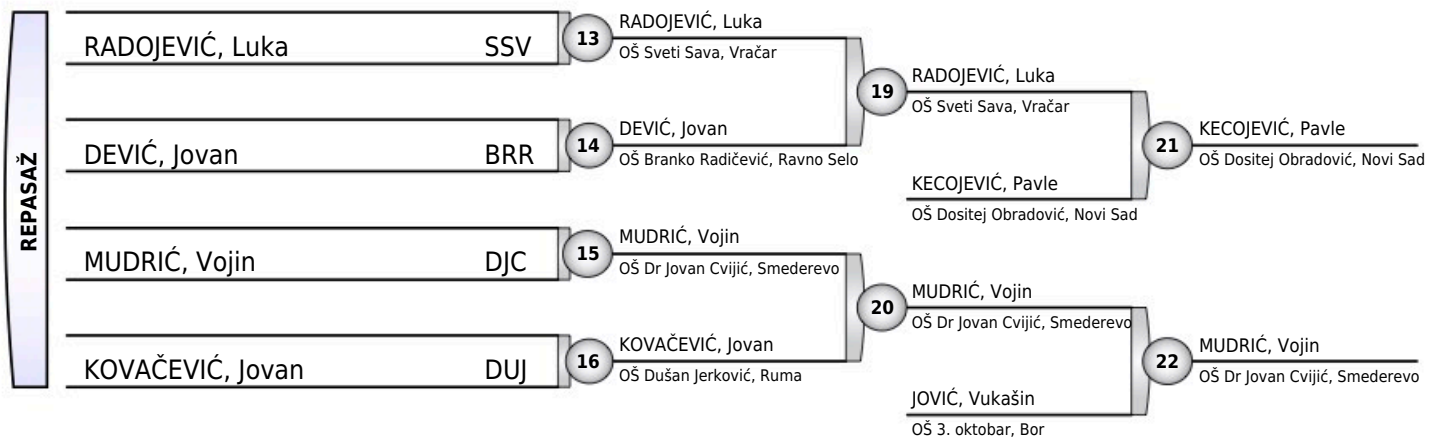 REPASAŽ
RADOJEVIĆ, Luka SSV
DEVIĆ, Jovan BRR
MUDRIĆ, Vojin DJC
KOVAČEVIĆ, Jovan DUJ
13
RADOJEVIĆ, Luka
OŠ Sveti Sava, Vračar
14
DEVIĆ, Jovan
OŠ Branko Radičević, Ravno Selo
15
MUDRIĆ, Vojin
OŠ Dr Jovan Cvijić, Smederevo
16
KOVAČEVIĆ, Jovan
OŠ Dušan Jerković, Ruma
19
RADOJEVIĆ, Luka
OŠ Sveti Sava, Vračar
KECOJEVIĆ, Pavle
OŠ Dositej Obradović, Novi Sad
20
MUDRIĆ, Vojin
OŠ Dr Jovan Cvijić, Smederevo
JOVIĆ, Vukašin
OŠ 3. oktobar, Bor
21
KECOJEVIĆ, Pavle
OŠ Dositej Obradović, Novi Sad
22
MUDRIĆ, Vojin
OŠ Dr Jovan Cvijić, Smederevo